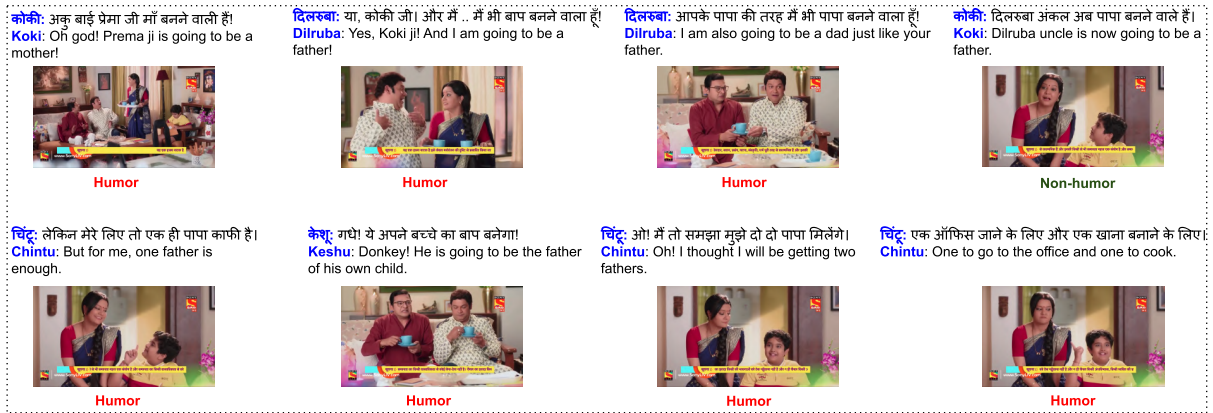 कोकी: अकु बाई प्रेमा जी माँ बनने वाली हैं!
Koki: Oh god! Prema ji is going to be a
mother!
Humor
दिलरुबा: या, कोकी जी। और मैं .. मैं भी बाप बनने वाला हूँ!
Dilruba: Yes, Koki ji! And I am going to be a
father!
Humor
दिलरुबा: आपके पापा की तरह मैं भी पापा बनने वाला हूँ!
Dilruba: I am also going to be a dad just like your
father.
Humor
कोकी: दिलरुबा अंकल अब पापा बनने वाले हैं।
Koki: Dilruba uncle is now going to be a
father.
Non-humor
चिंटू: लेकिन मेरे लिए तो एक ही पापा काफी है।
Chintu: But for me, one father is
enough.
Humor
केशू: गधे! ये अपने बच्चे का बाप बनेगा!
Keshu: Donkey! He is going to be the father
of his own child.
Humor
चिंटू: ओ! मैं तो समझा मुझे दो दो पापा मिलेंगे।
Chintu: Oh! I thought I will be getting two
fathers.
Humor
चिंटू: एक ऑफिस जाने के लिए और एक खाना बनाने के लिए।
Chintu: One to go to the office and one to cook.
Humor